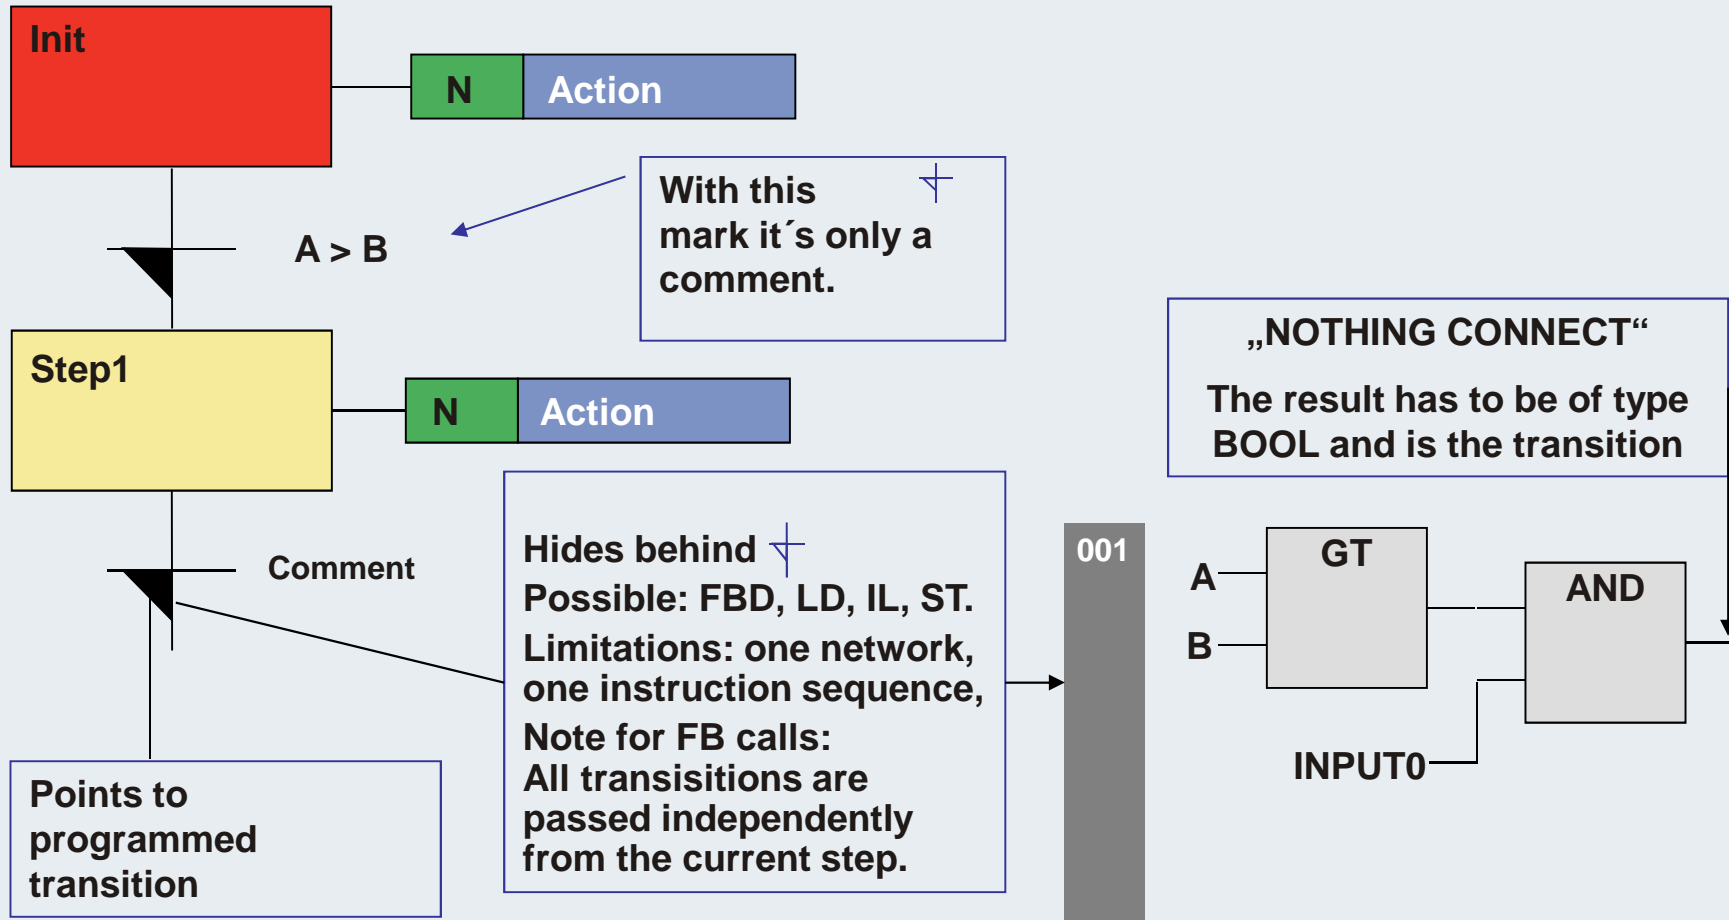 Init
N Action
A > B
With this
mark it´s only a
comment.
Step1
N Action
Comment
Hides behind
Possible: FBD, LD, IL, ST.
Limitations: one network,
one instruction sequence,
Note for FB calls:
All transisitions are
passed independently
from the current step.
Points to
programmed
transition
„NOTHING CONNECT“
The result has to be of type
BOOL and is the transition
001
A
B
GT
AND
INPUT0